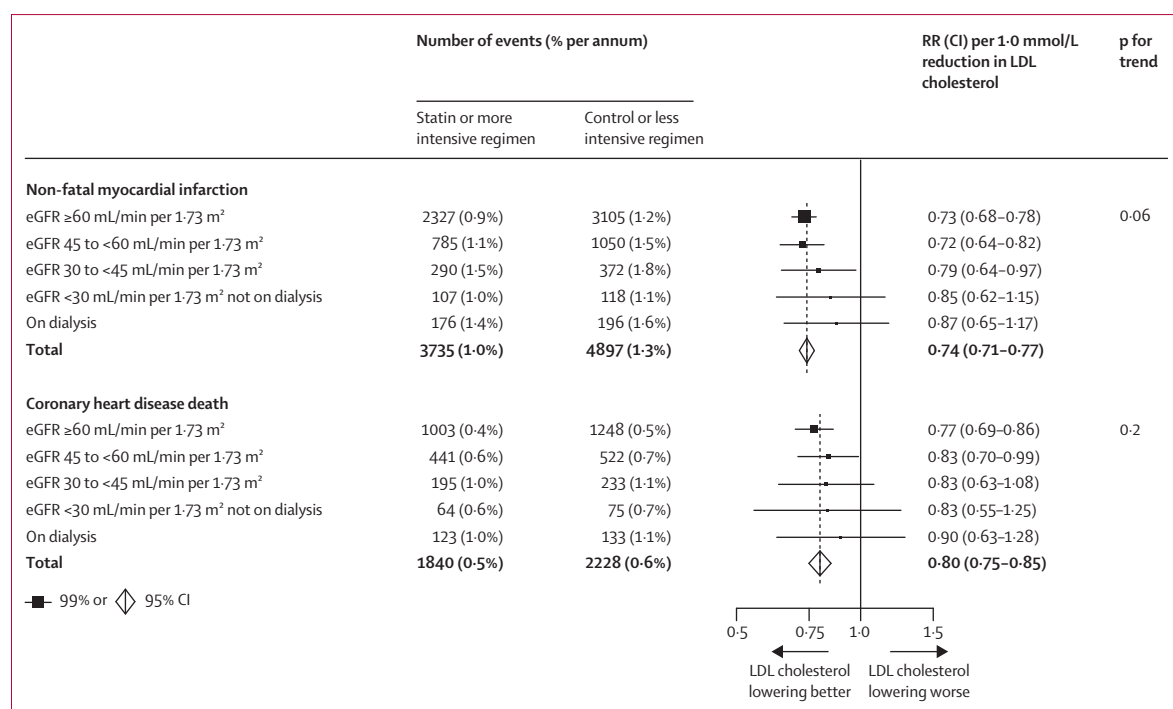 Number of events (% per annum)
RR (CI) per 1·0 mmol/L
reduction in LDL
cholesterol
p for
trend
Statin or more
intensive regimen
Control or less
intensive regimen
Non-fatal myocardial infarction
eGFR ≥60 mL/min per 1·73 m² 2327 (0·9%) 3105 (1·2%) 0·73 (0·68–0·78) 0·06
eGFR 45 to <60 mL/min per 1·73 m² 785 (1·1%) 1050 (1·5%) 0·72 (0·64–0·82)
eGFR 30 to <45 mL/min per 1·73 m² 290 (1·5%) 372 (1·8%) 0·79 (0·64–0·97)
eGFR <30 mL/min per 1·73 m² not on dialysis 107 (1·0%) 118 (1·1%) 0·85 (0·62–1·15)
On dialysis 176 (1·4%) 196 (1·6%) 0·87 (0·65–1·17)
Total 3735 (1·0%) 4897 (1·3%) 0·74 (0·71–0·77)
Coronary heart disease death
eGFR ≥60 mL/min per 1·73 m² 1003 (0·4%) 1248 (0·5%) 0·77 (0·69–0·86) 0·2
eGFR 45 to <60 mL/min per 1·73 m² 441 (0·6%) 522 (0·7%) 0·83 (0·70–0·99)
eGFR 30 to <45 mL/min per 1·73 m² 195 (1·0%) 233 (1·1%) 0·83 (0·63–1·08)
eGFR <30 mL/min per 1·73 m² not on dialysis 64 (0·6%) 75 (0·7%) 0·83 (0·55–1·25)
On dialysis 123 (1·0%) 133 (1·1%) 0·90 (0·63–1·28)
Total 1840 (0·5%) 2228 (0·6%) 0·80 (0·75–0·85)
99% or 95% CI
0·5 0·75 1·0 1·5
LDL cholesterol
lowering better
LDL cholesterol
lowering worse